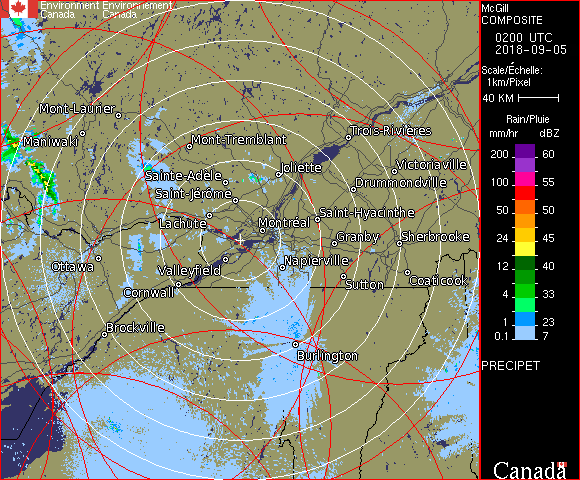 Environment Environnement
Canada Canada
McGill
COMPOSITE
0200 UTC
2018-09-05
Scale/Échelle:
1km/Pixel
40 KM
Rain/Pluie
mm/hr dBZ
200 60
100 55
50 50
24 45
12 40
4 33
1 23
0.1 7
PRECIPET
Canada
Mont-Laurier
Maniwaki
Mont-Tremblant
Trois-Rivières
Sainte-Adèle
Joliette
Victoriaville
Drummondville
Saint-Jérôme
Lachute
Montréal
Saint-Hyacinthe
Granby
Sherbrooke
Ottawa
Valleyfield
Napierville
Cornwall
Sutton
Coaticook
Brockville
Burlington